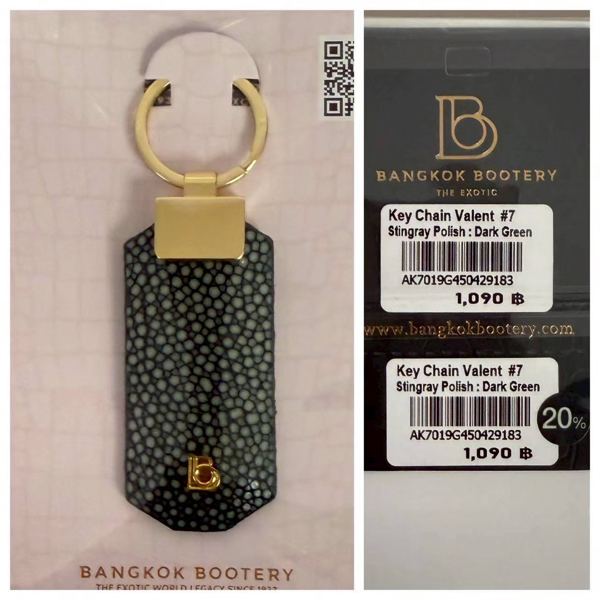 BANGKOK BOOTERY
THE EXOTIC WORLD LEGACY SINCE 
B
BANGKOK BOOTERY
THE EXOTIC
Key Chain Valent #7
Stingray Polish : Dark Green
AK7019G450429183
1,090 ฿
www.bangkokbootery.com
Key Chain Valent #7
Stingray Polish : Dark Green
20%
AK7019G450429183
1,090 ฿